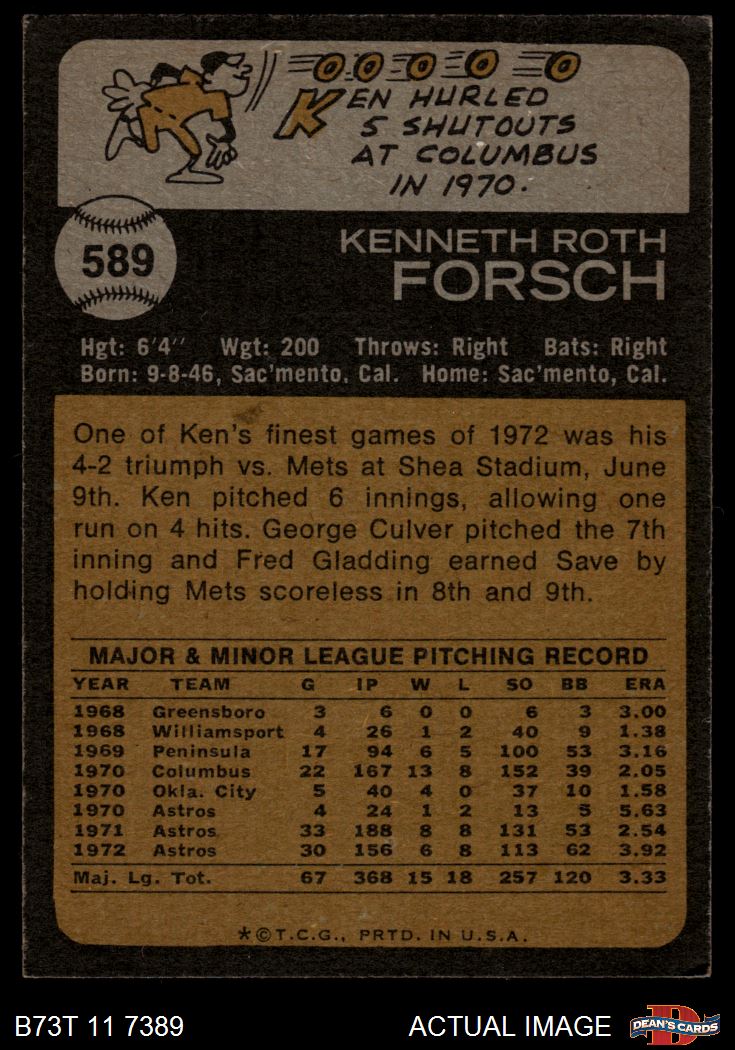 KEN HURLED
5 SHUTOUTS
AT COLUMBUS
IN 1970.
589
KENNETH ROTH
FORSCH
Hgt: 6'4" Wgt: 200 Throws: Right Bats: Right
Born: 9-8-46, Sac'mento, Cal. Home: Sac'mento, Cal.
One of Ken's finest games of 1972 was his
4-2 triumph vs. Mets at Shea Stadium, June
9th. Ken pitched 6 innings, allowing one
run on 4 hits. George Culver pitched the 7th
inning and Fred Gladding earned Save by
holding Mets scoreless in 8th and 9th.
MAJOR & MINOR LEAGUE PITCHING RECORD
YEAR TEAM G IP W L SO BB ERA
1968 Greensboro 3 6 0 0 6 3 3.00
1968 Williamsport 4 26 1 2 40 9 1.38
1969 Peninsula 17 94 6 5 100 53 3.16
1970 Columbus 22 167 13 8 152 39 2.05
1970 Okla. City 5 40 4 0 37 10 1.58
1970 Astros 4 24 1 2 13 5 5.63
1971 Astros 33 188 8 8 131 53 2.54
1972 Astros 30 156 6 8 113 62 3.92
Maj. Lg. Tot. 67 368 15 18 257 120 3.33
*©T.C.G., PRTD. IN U.S.A.
B73T 11 7389 ACTUAL IMAGE DEAN'S CARDS